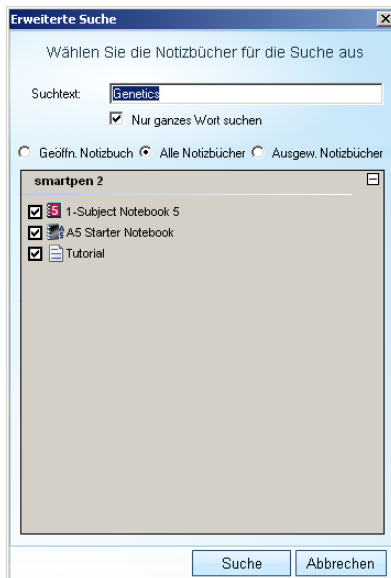 Erweiterte Suche
Wählen Sie die Notizbücher für die Suche aus
Suchtext: Genetics
Nur ganzes Wort suchen
Geöffn. Notizbuch Alle Notizbücher Ausgew. Notizbücher
smartpen 2
5 1-Subject Notebook 5
A5 Starter Notebook
Tutorial
Suche Abbrechen